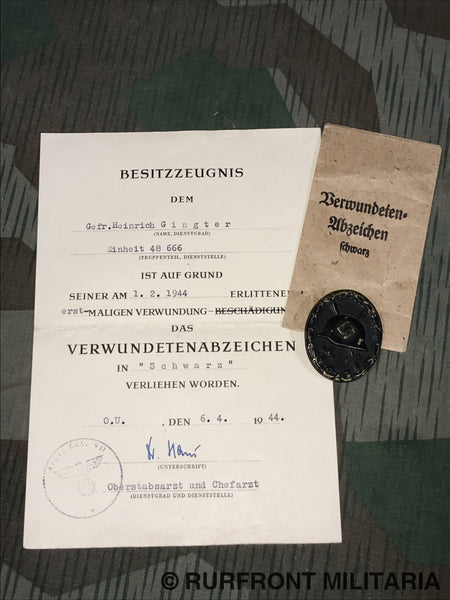 BESITZZEUGNIS
DEM
Gefr.Heinrich Gingter
(NAME, DIENSTGRAD)
Einheit 48 666
(TRUPPENTEIL, DIENSTSTELLE)
IST AUF GRUND
SEINER AM 1. 2. 1944 ERLITTENEN
erst-MALIGEN VERWUNDUNG-BESCHÄDIGUNG
DAS
VERWUNDETENABZEICHEN
IN "Schwarz"
VERLIEHEN WORDEN.
O.U. , DEN 6.4. 1944.
(UNTERSCHRIFT)
Oberstabsarzt und Chefarzt
(DIENSTGRAD UND DIENSTSTELLE)
Verwundeten-
Abzeichen
schwarz
© RURFRONT MILITARIA